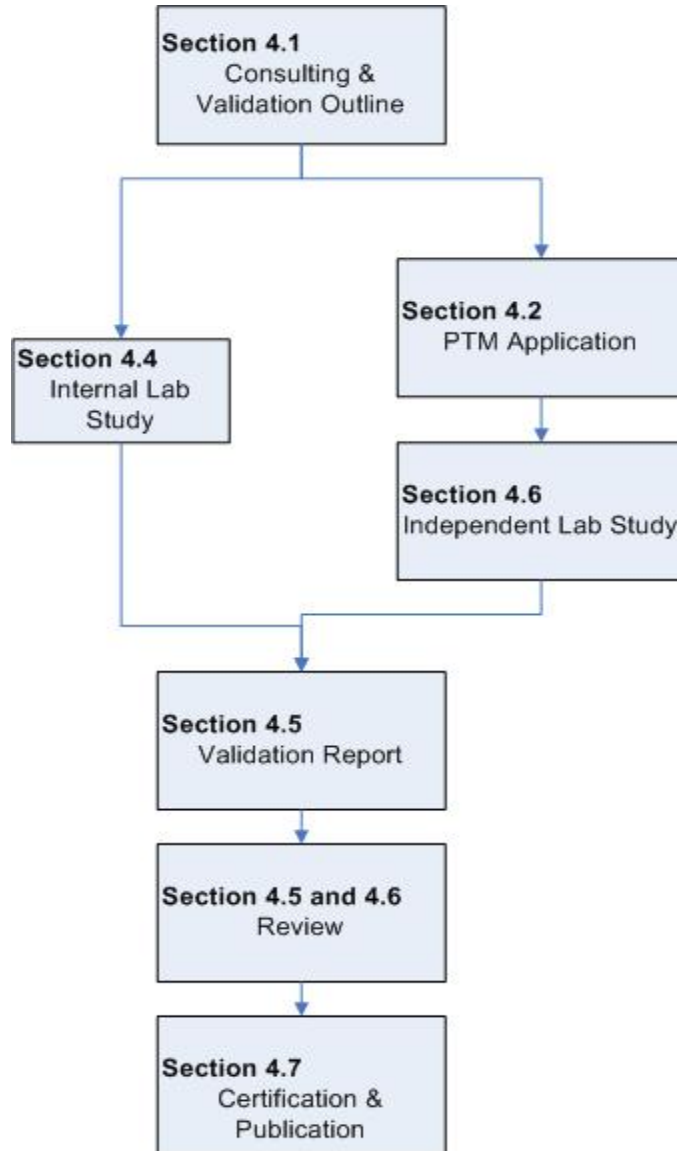 Section 4.1
Consulting &
Validation Outline
Section 4.2
PTM Application
Section 4.4
Internal Lab
Study
Section 4.6
Independent Lab Study
Section 4.5
Validation Report
Section 4.5 and 4.6
Review
Section 4.7
Certification &
Publication